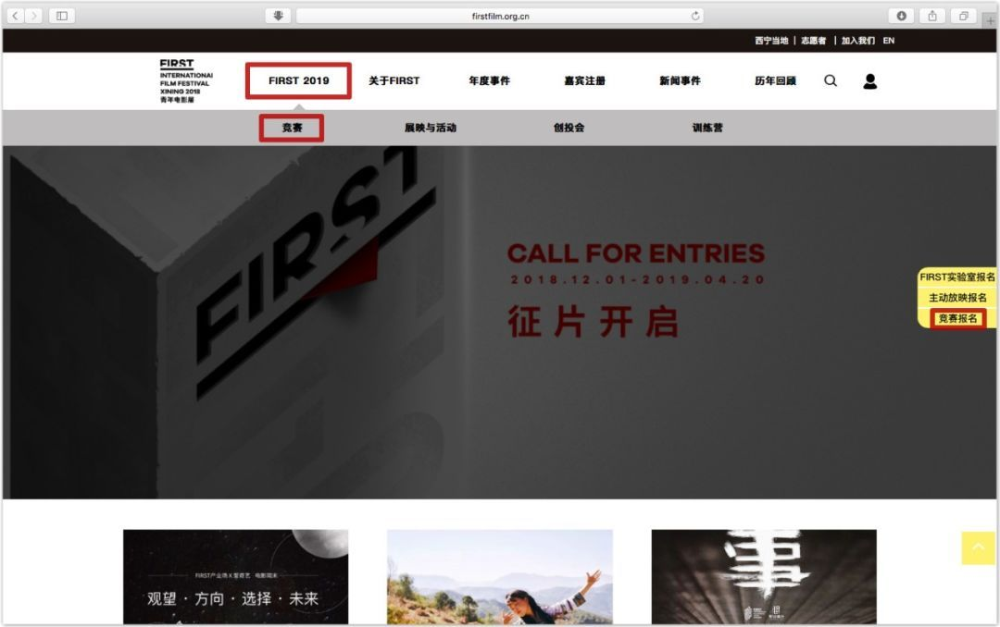 firstfilm.org.cn
西宁当地 | 志愿者 | 加入我们 EN
FIRST
INTERNATIONAL
FILM FESTIVAL
XINING 2018
青年电影展
FIRST 2019 关于FIRST 年度事件 嘉宾注册 新闻事件 历年回顾
竞赛 展映与活动 创投会 训练营
FIRST
CALL FOR ENTRIES
2018.12.01-2019.04.20
征片开启
FIRST实验室报名
主动放映报名
竞赛报名
FIRST产业场 X 爱奇艺 电影周末
观望 · 方向 · 选择 · 未来